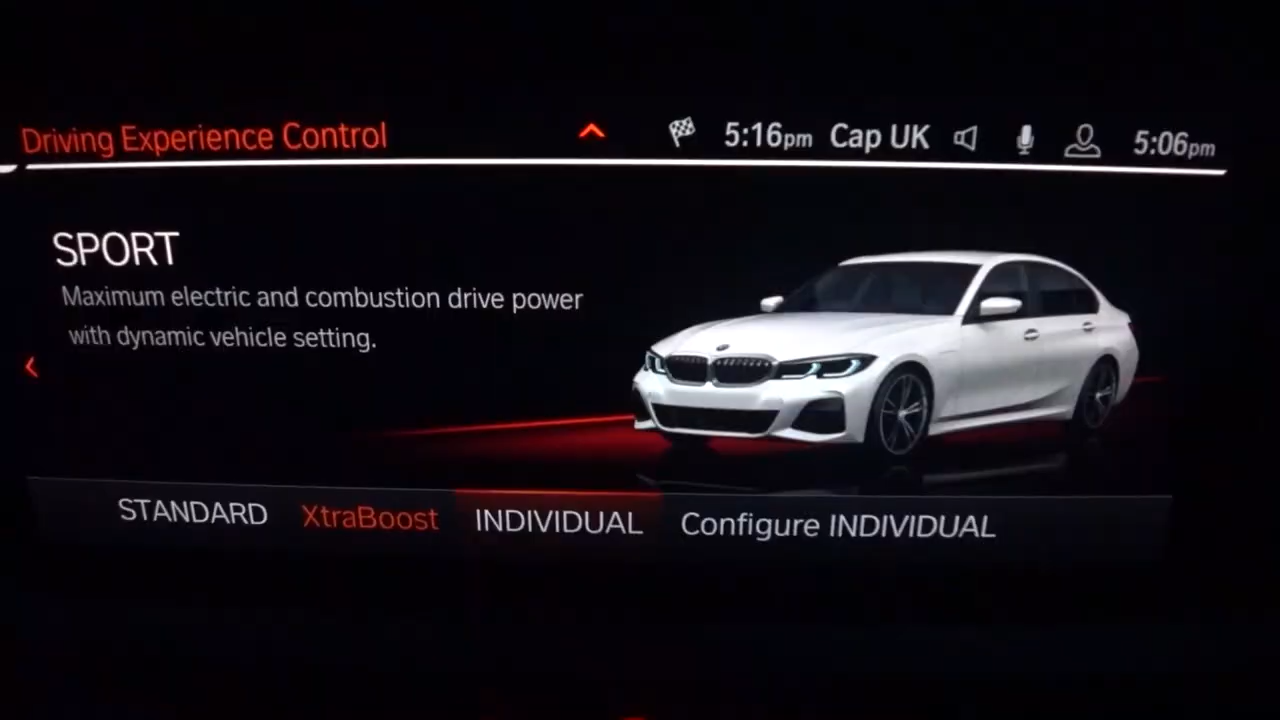 Driving Experience Control 5:16pm Cap UK 5:06pm
SPORT
Maximum electric and combustion drive power
with dynamic vehicle setting.
STANDARD XtraBoost INDIVIDUAL Configure INDIVIDUAL